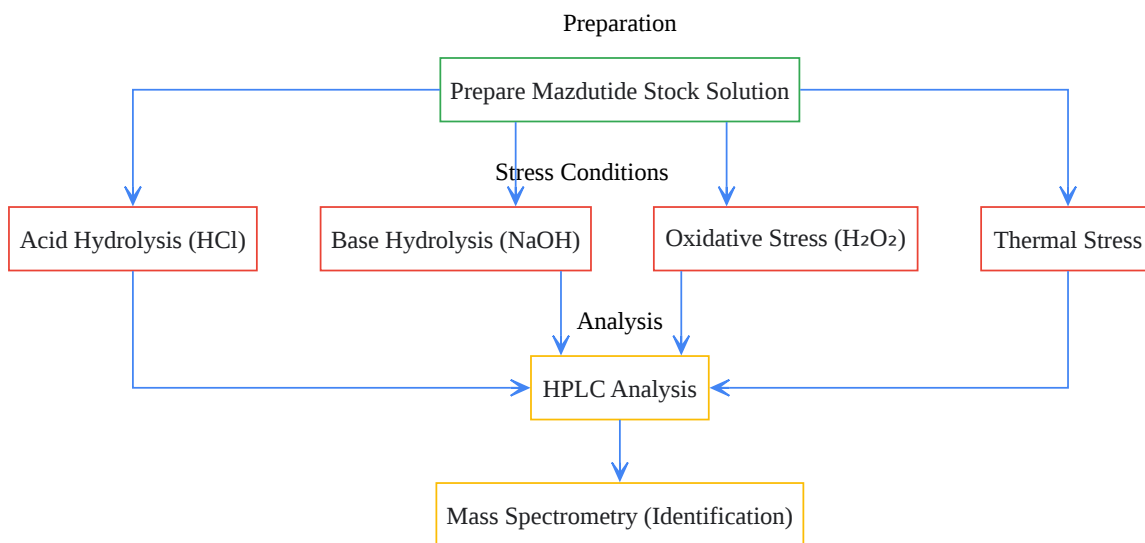 Preparation
Prepare Mazdutide Stock Solution
Stress Conditions
Acid Hydrolysis (HCl)
Base Hydrolysis (NaOH)
Oxidative Stress (H₂O₂)
Thermal Stress
Analysis
HPLC Analysis
Mass Spectrometry (Identification)